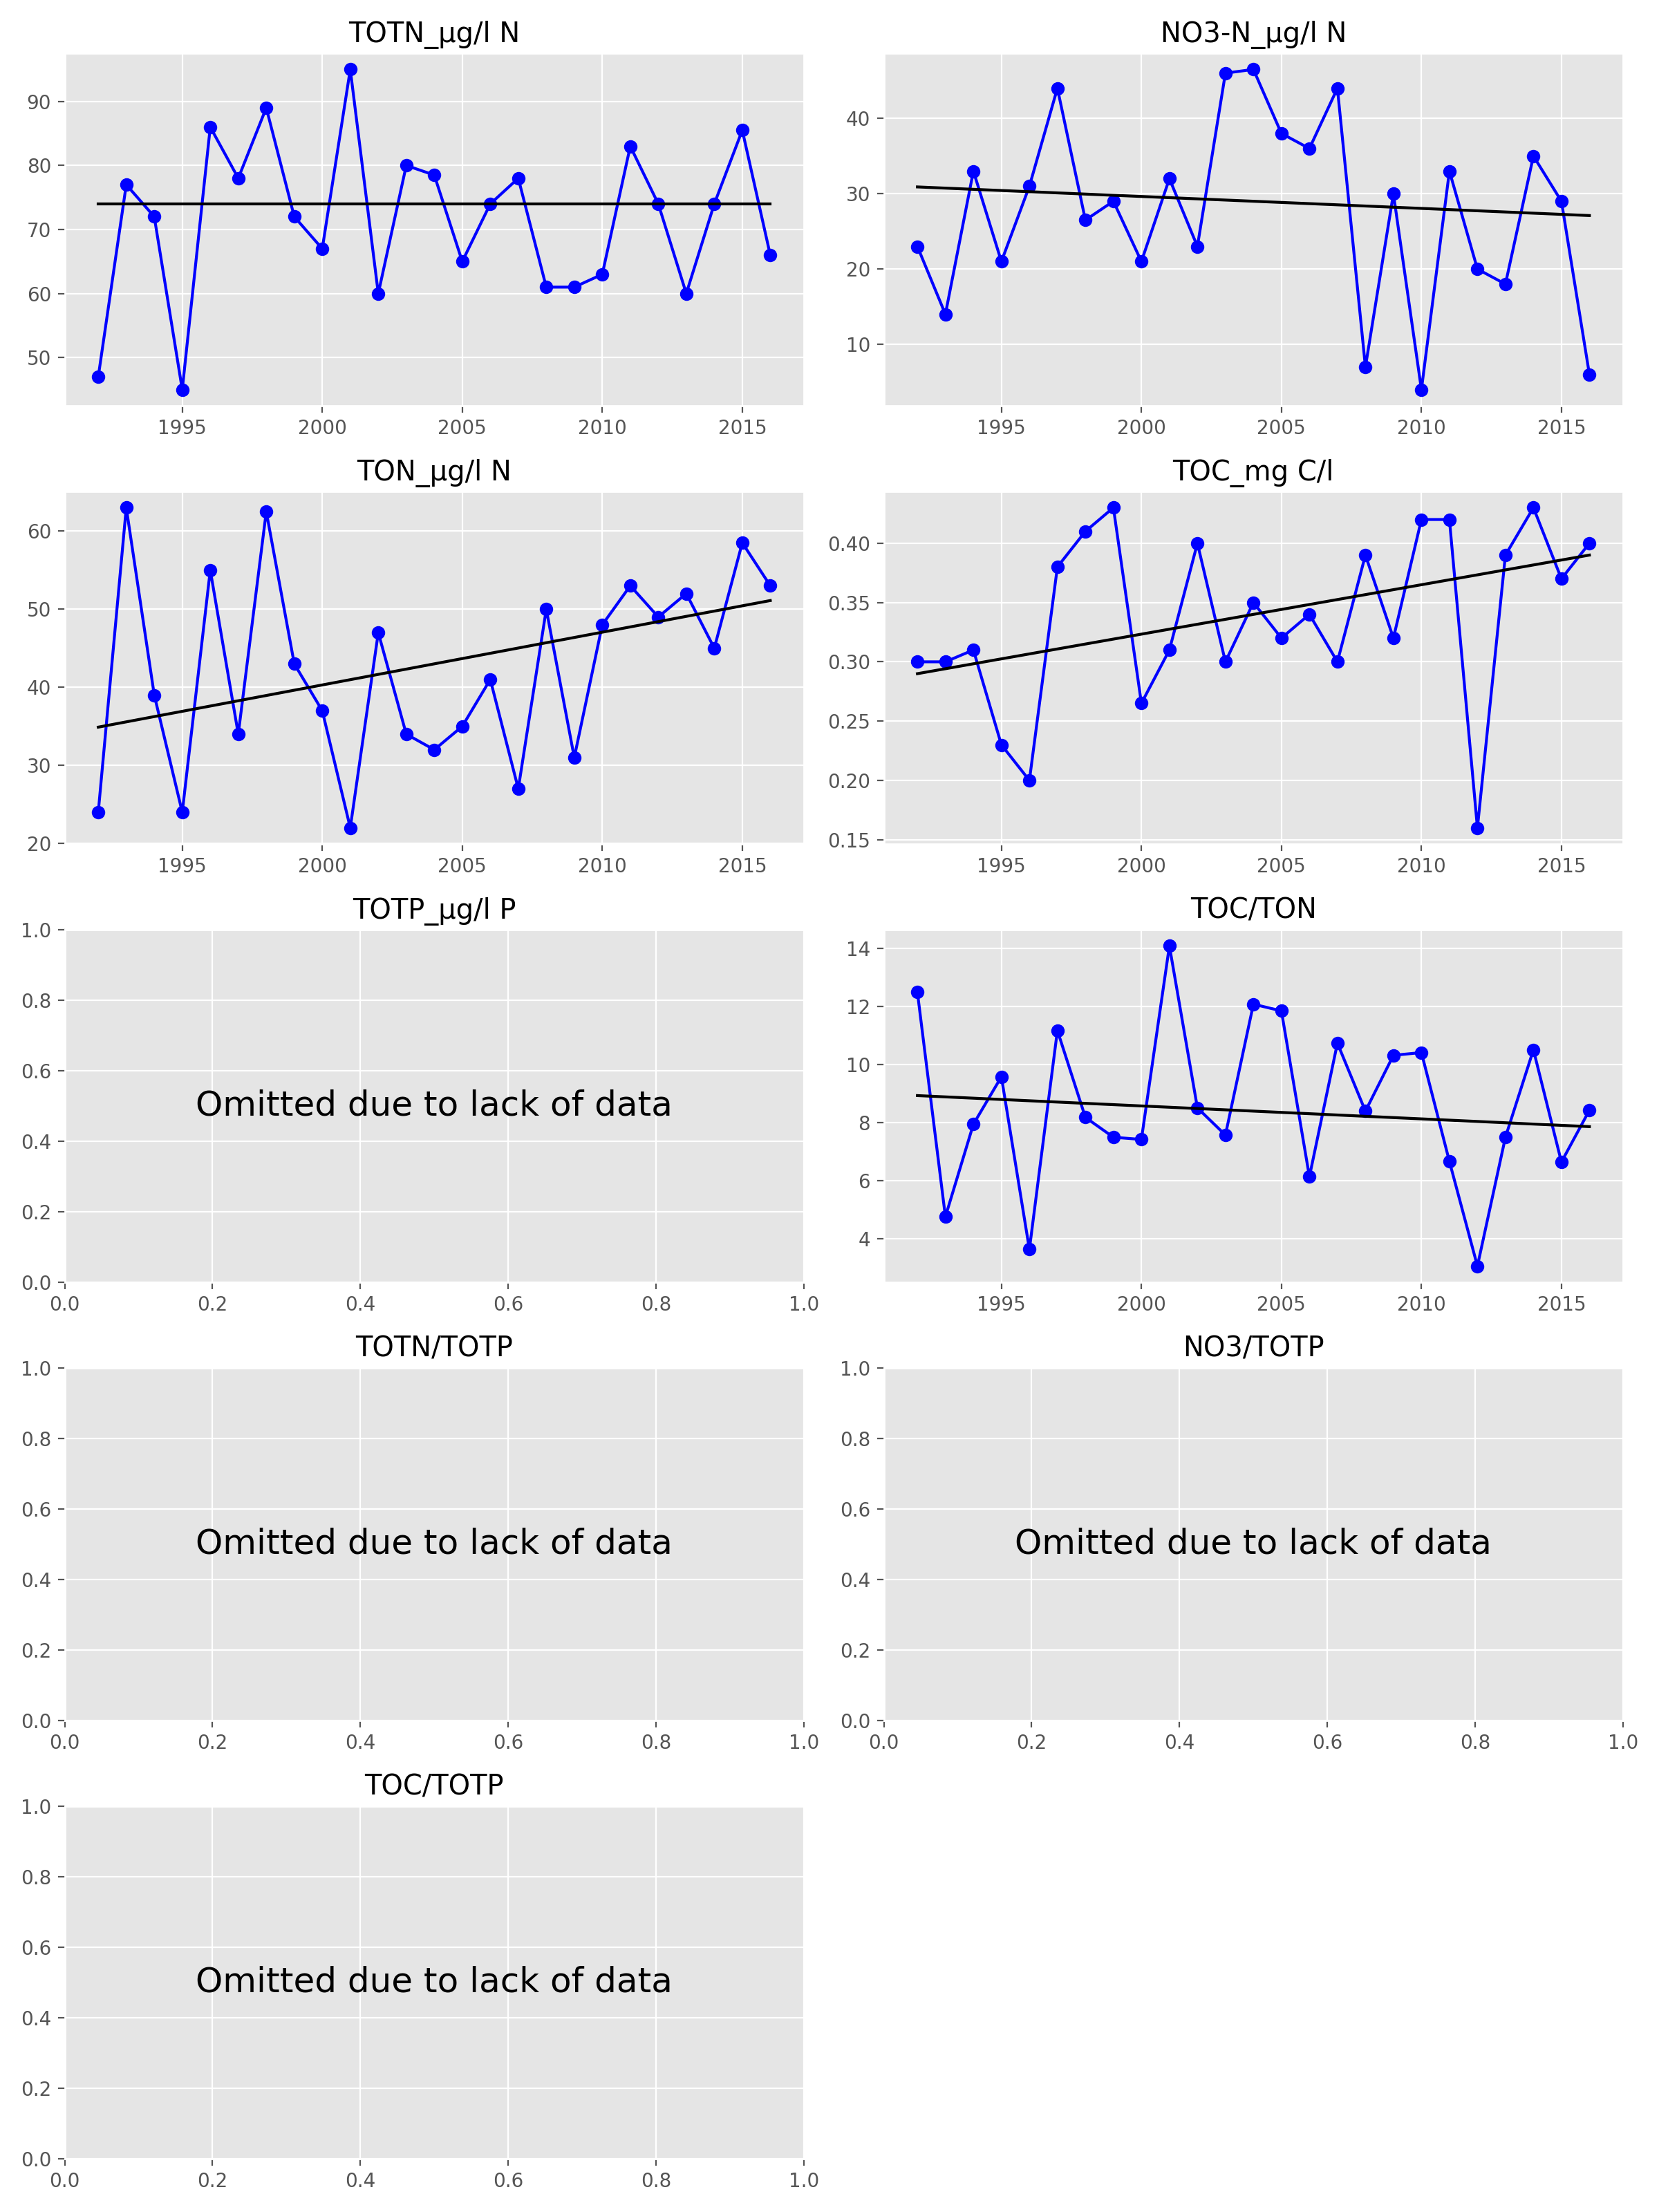 TOTN_µg/l N
90
80
70
60
50
1995 2000 2005 2010 2015
NO3-N_µg/l N
40
30
20
10
1995 2000 2005 2010 2015
TON_µg/l N
60
50
40
30
20
1995 2000 2005 2010 2015
TOC_mg C/l
0.40
0.35
0.30
0.25
0.20
0.15
1995 2000 2005 2010 2015
TOTP_µg/l P
1.0
0.8
0.6
Omitted due to lack of data
0.4
0.2
0.0
0.0 0.2 0.4 0.6 0.8 1.0
TOC/TON
14
12
10
8
6
4
1995 2000 2005 2010 2015
TOTN/TOTP
1.0
0.8
0.6
Omitted due to lack of data
0.4
0.2
0.0
0.0 0.2 0.4 0.6 0.8 1.0
NO3/TOTP
1.0
0.8
0.6
Omitted due to lack of data
0.4
0.2
0.0
0.0 0.2 0.4 0.6 0.8 1.0
TOC/TOTP
1.0
0.8
0.6
Omitted due to lack of data
0.4
0.2
0.0
0.0 0.2 0.4 0.6 0.8 1.0